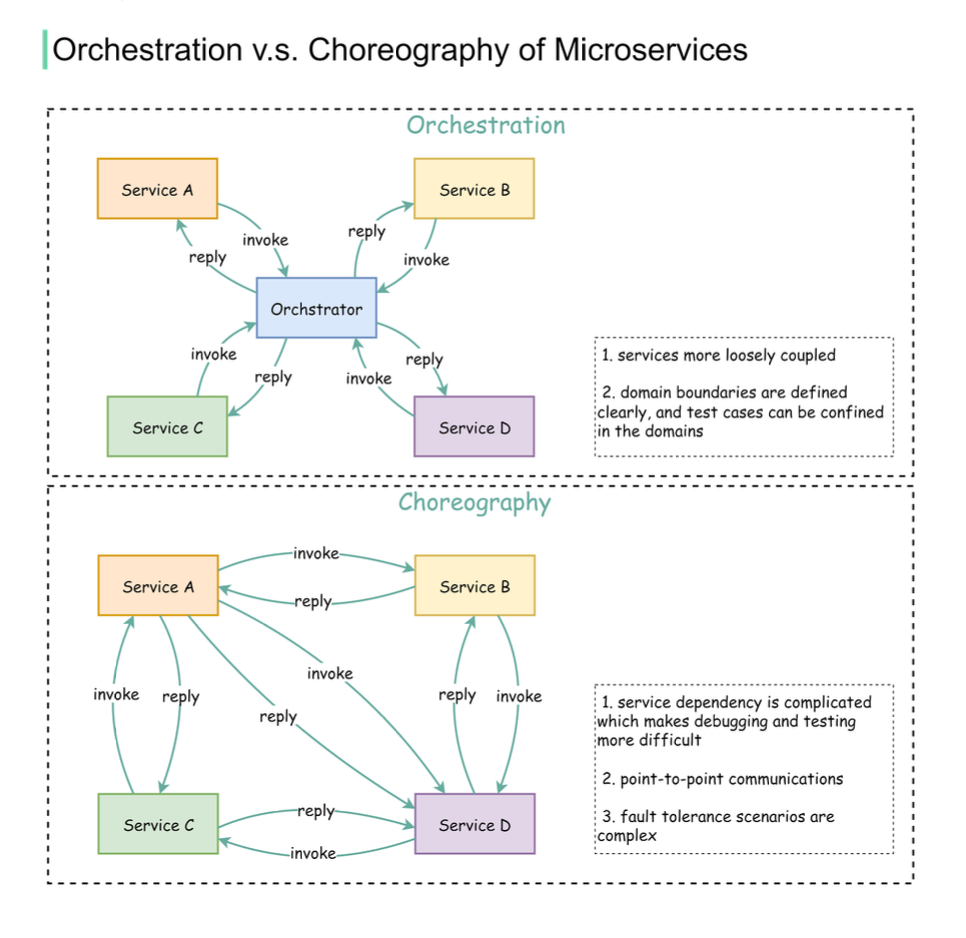 Orchestration v.s. Choreography of Microservices
Orchestration
Service A
Service B
invoke
reply
reply
invoke
Orchstrator
invoke
reply
reply
invoke
Service C
Service D
1. services more loosely coupled
2. domain boundaries are defined
clearly, and test cases can be confined
in the domains
Choreography
Service A
invoke
Service B
reply
invoke
invoke
reply
reply
invoke
reply
Service C
reply
Service D
invoke
1. service dependency is complicated
which makes debugging and testing
more difficult
2. point-to-point communications
3. fault tolerance scenarios are
complex